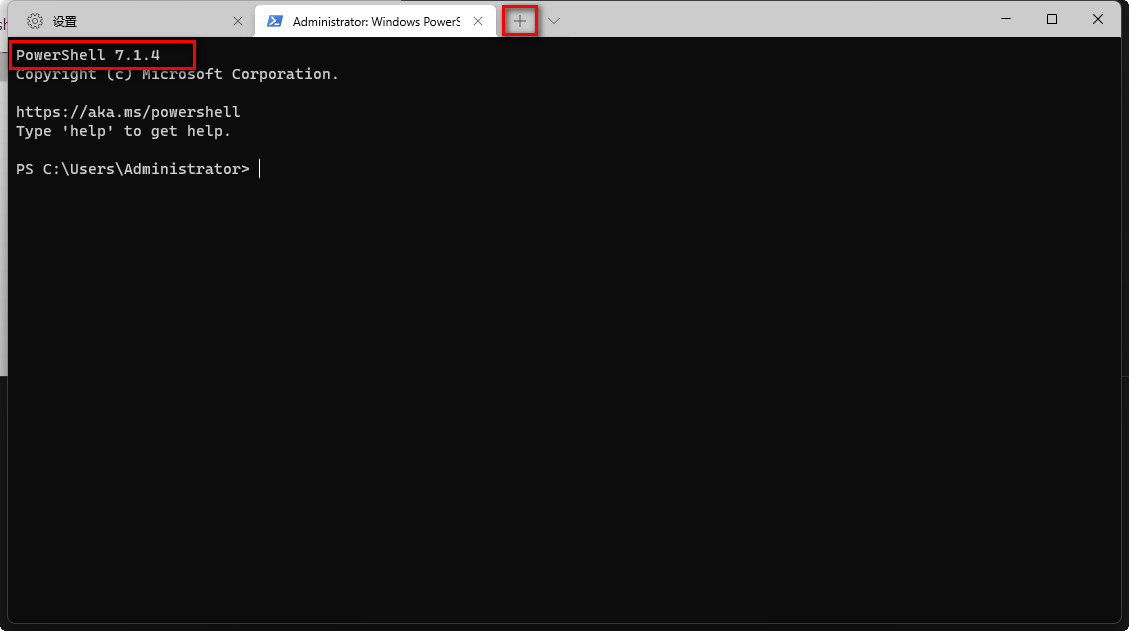 设置
Administrator: Windows PowerS
PowerShell 7.1.4
Copyright (c) Microsoft Corporation.
https://aka.ms/powershell
Type 'help' to get help.
PS C:\Users\Administrator>